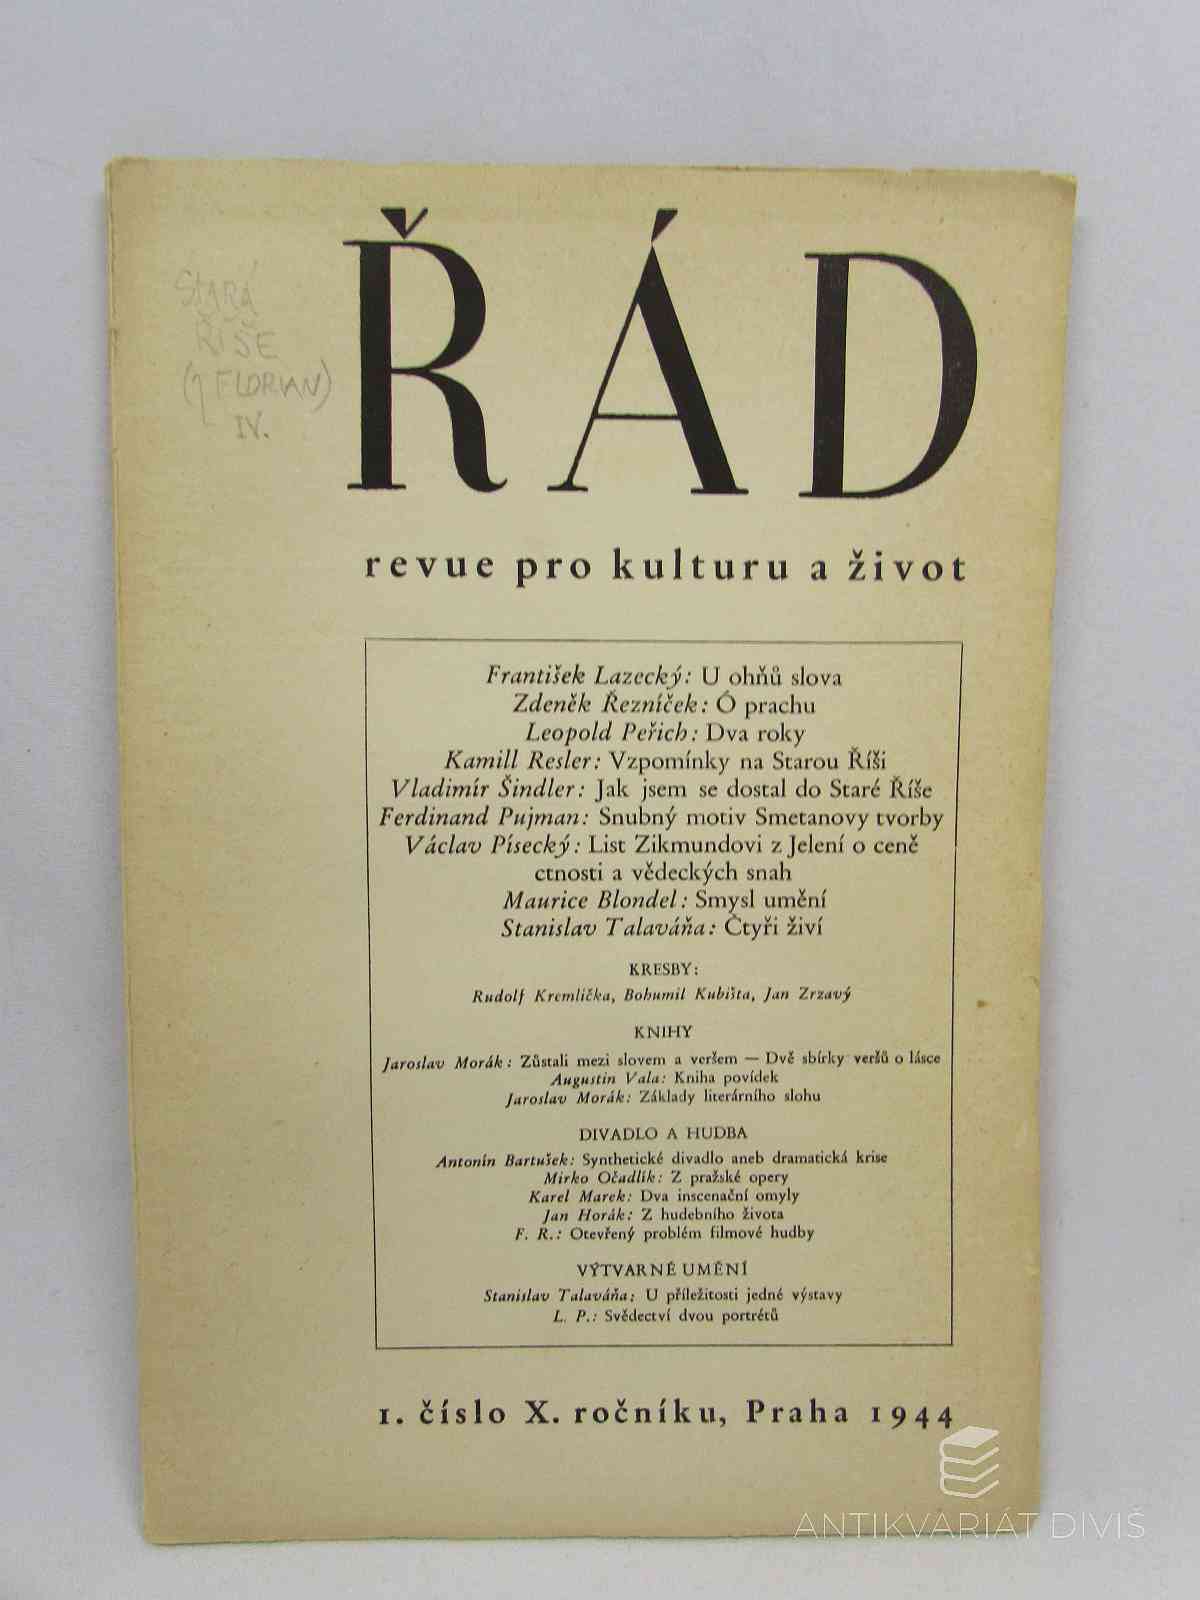 ŘÁD
STARÁ
ŘÍŠE
FLORIAN)
IV.
revue pro kulturu a život
František Lazecký: U ohňů slova
Zdeněk Řezníček: Ó prachu
Leopold Peřich: Dva roky
Kamill Resler: Vzpomínky na Starou Říši
Vladimír Šindler: Jak jsem se dostal do Staré Říše
Ferdinand Pujman: Snubný motiv Smetanovy tvorby
Václav Písecký: List Zikmundovi z Jelení o ceně
ctnosti a vědeckých snah
Maurice Blondel: Smysl umění
Stanislav Talaváňa: Čtyři živí
KRESBY:
Rudolf Kremlička, Bohumil Kubišta, Jan Zrzavý
KNIHY
Jaroslav Morák: Zůstali mezi slovem a veršem — Dvě sbírky veršů o lásce
Augustin Vala: Kniha povídek
Jaroslav Morák: Základy literárního slohu
DIVADLO A HUDBA
Antonín Bartušek: Synthetické divadlo aneb dramatická krise
Mirko Očadlík: Z pražské opery
Karel Marek: Dva inscenační omyly
Jan Horák: Z hudebního života
F. R.: Otevřený problém filmové hudby
VÝTVARNÉ UMĚNÍ
Stanislav Talaváňa: U příležitosti jedné výstavy
L. P.: Svědectví dvou portrétů
1. číslo X. ročníku, Praha 1944
ANTIKVARIÁT DIVIŠ